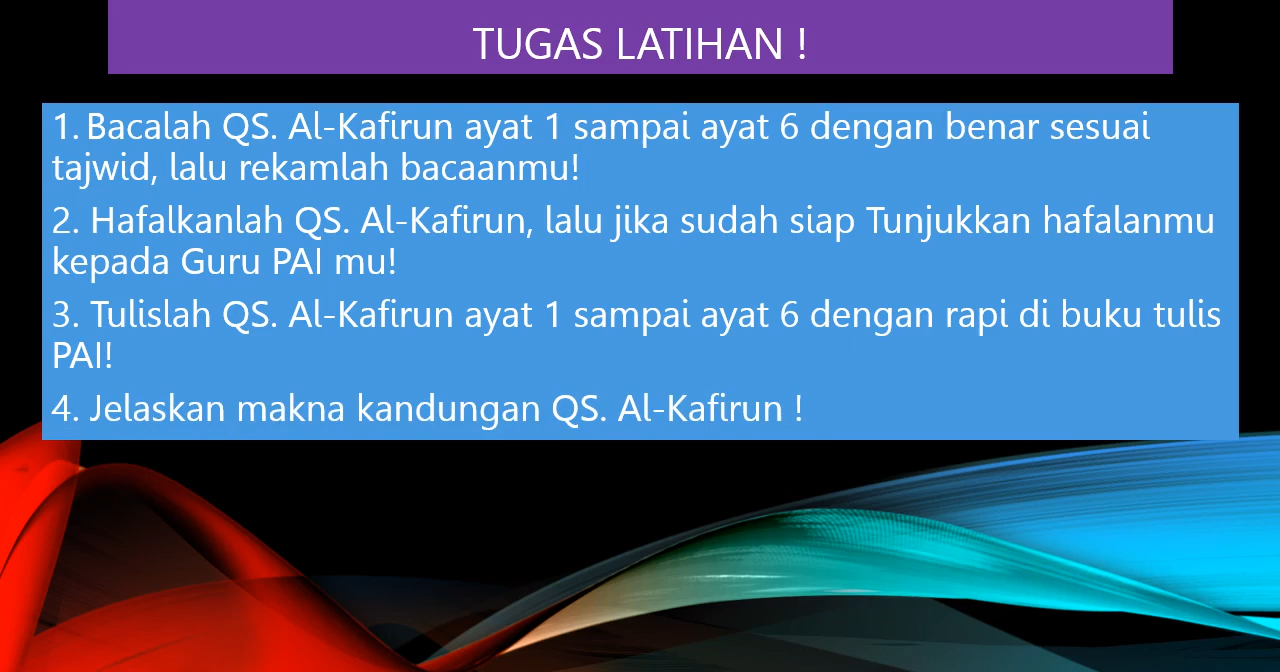 TUGAS LATIHAN !
1. Bacalah QS. Al-Kafirun ayat 1 sampai ayat 6 dengan benar sesuai
tajwid, lalu rekamlah bacaanmu!
2. Hafalkanlah QS. Al-Kafirun, lalu jika sudah siap Tunjukkan hafalanmu
kepada Guru PAI mu!
3. Tulislah QS. Al-Kafirun ayat 1 sampai ayat 6 dengan rapi di buku tulis
PAI!
4. Jelaskan makna kandungan QS. Al-Kafirun !